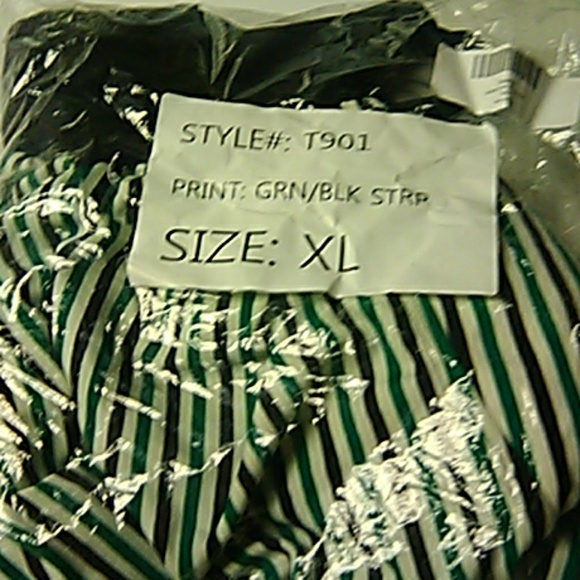 STYLE#: T901
PRINT: GRN/BLK STRP
SIZE: XL